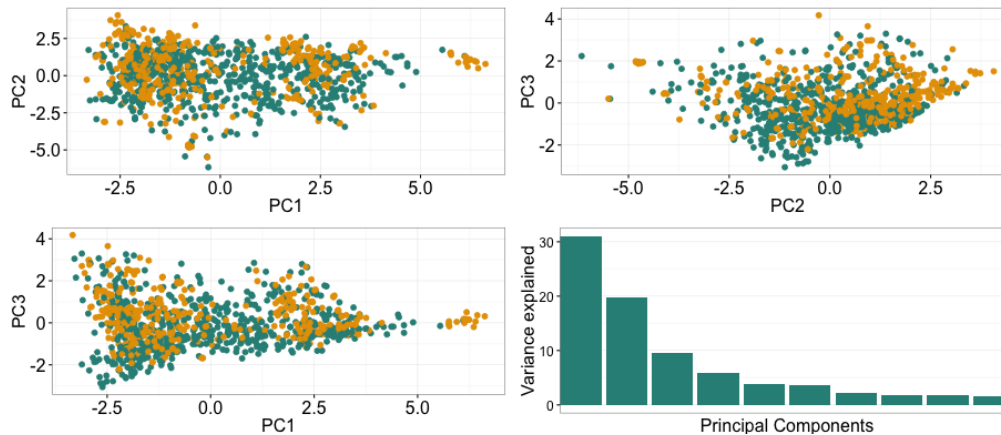 PC2
2.5
0.0
-2.5
-5.0
-2.5 0.0 2.5 5.0
PC1
PC3
4
2
0
-2
-5.0 -2.5 0.0 2.5
PC2
PC3
4
2
0
-2
-2.5 0.0 2.5 5.0
PC1
Variance explained
30
20
10
0
Principal Components